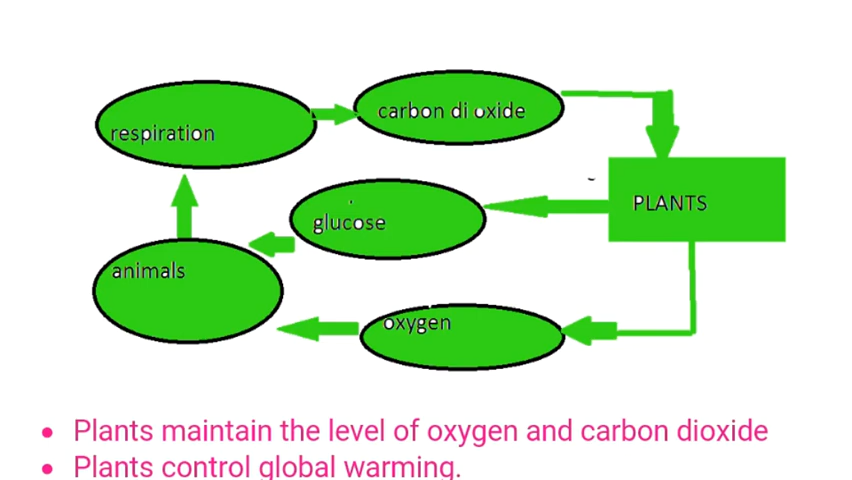 carbon di oxide
respiration
PLANTS
glucose
animals
oxygen
• Plants maintain the level of oxygen and carbon dioxide
• Plants control global warming.